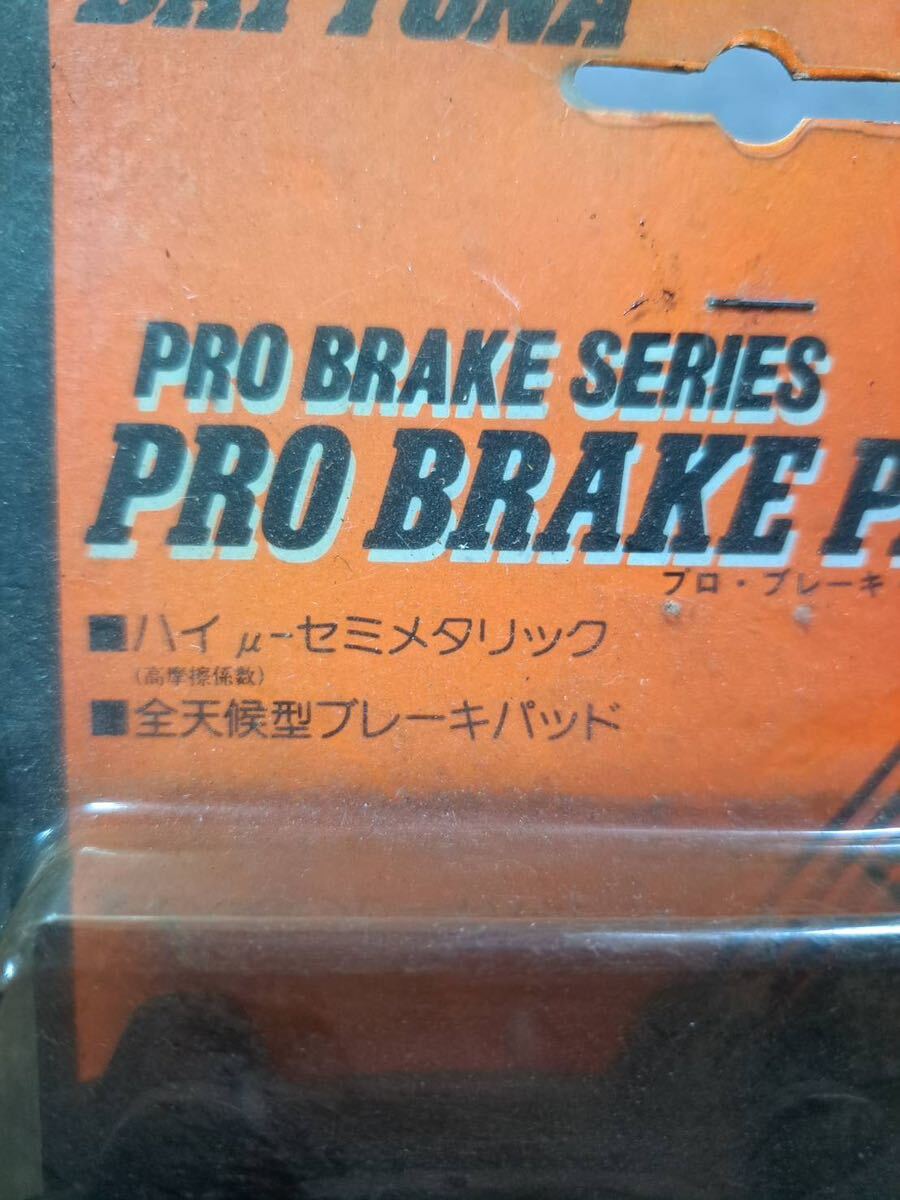 DAYTONA
PRO BRAKE SERIES
PRO BRAKE P
プロ・ブレーキ
■ハイμ-セミメタリック
(高摩擦係数)
■全天候型ブレーキパッド